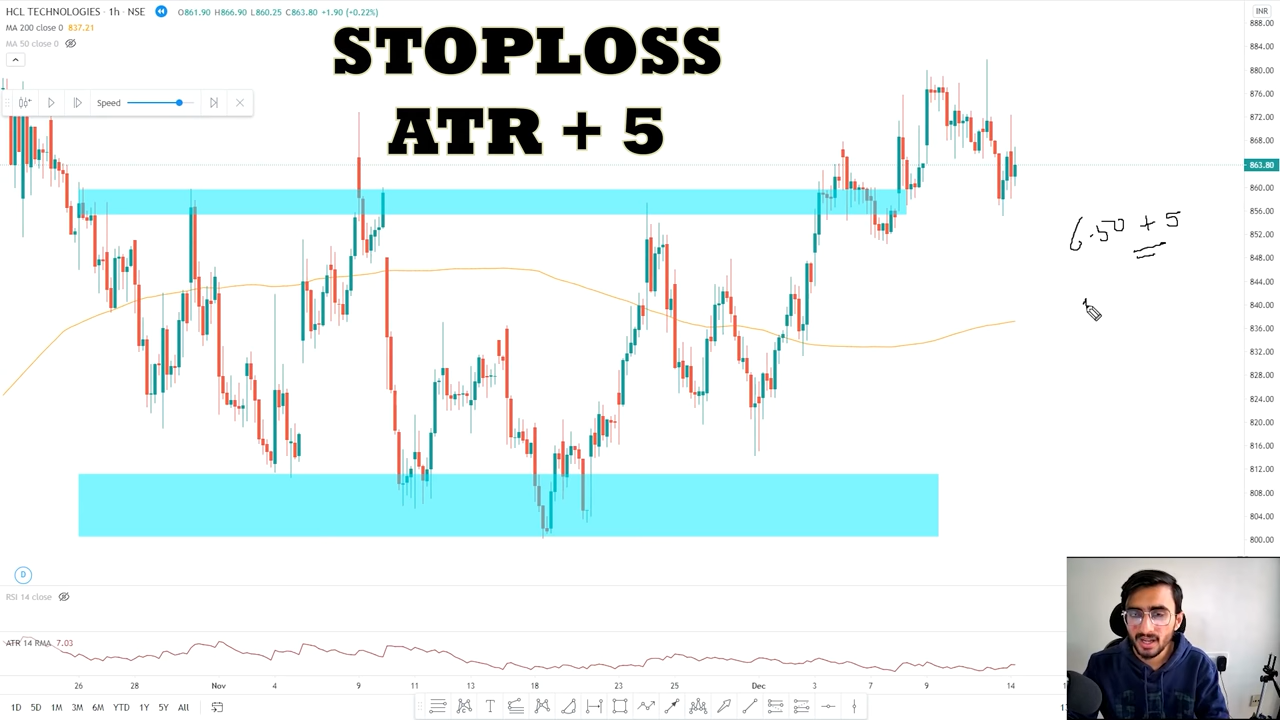 HCL TECHNOLOGIES · 1h · NSE O861.90 H866.90 L860.25 C863.80 +1.90 (+0.22%)
MA 200 close 0 837.21
MA 50 close 0
Speed
STOPLOSS
ATR + 5
INR
888.00
884.00
880.00
876.00
872.00
868.00
863.80
860.00
856.00
852.00
848.00
844.00
840.00
836.00
832.00
828.00
824.00
820.00
816.00
812.00
808.00
804.00
800.00
6.50 + 5
D
RSI 14 close
ATR 14 RMA 7.03
26 28 Nov 4 9 11 13 18 23 25 Dec 3 7 9 14
1D 5D 1M 3M 6M YTD 1Y 5Y All